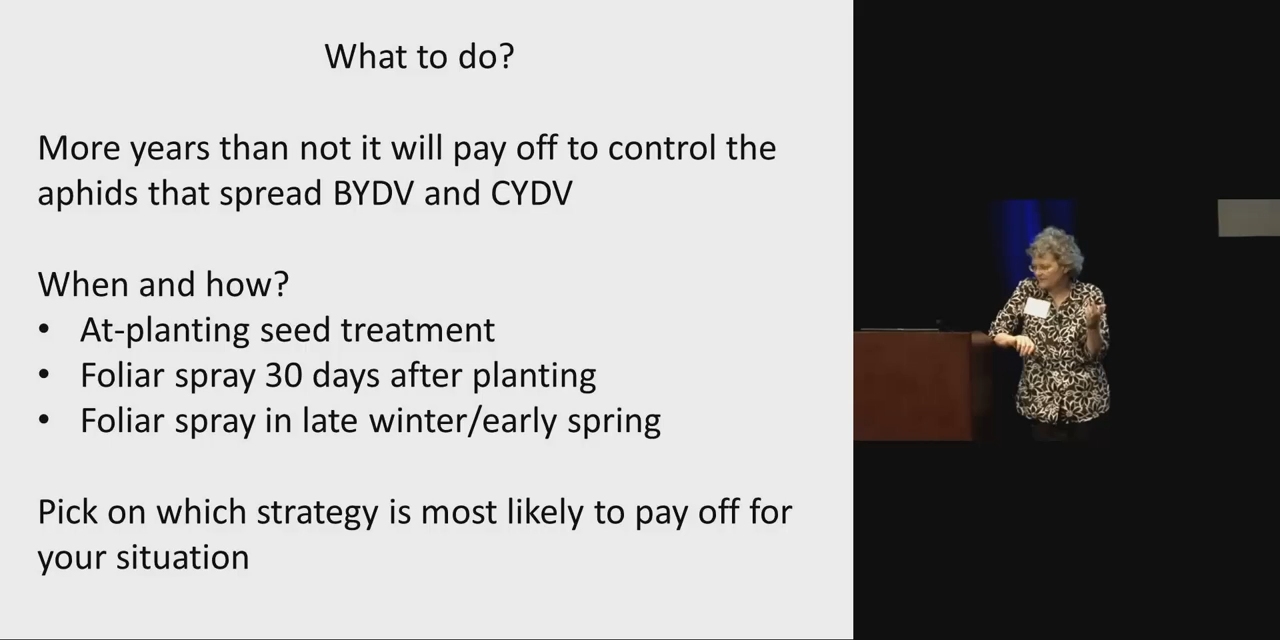 What to do?
More years than not it will pay off to control the
aphids that spread BYDV and CYDV
When and how?
• At-planting seed treatment
• Foliar spray 30 days after planting
• Foliar spray in late winter/early spring
Pick on which strategy is most likely to pay off for
your situation